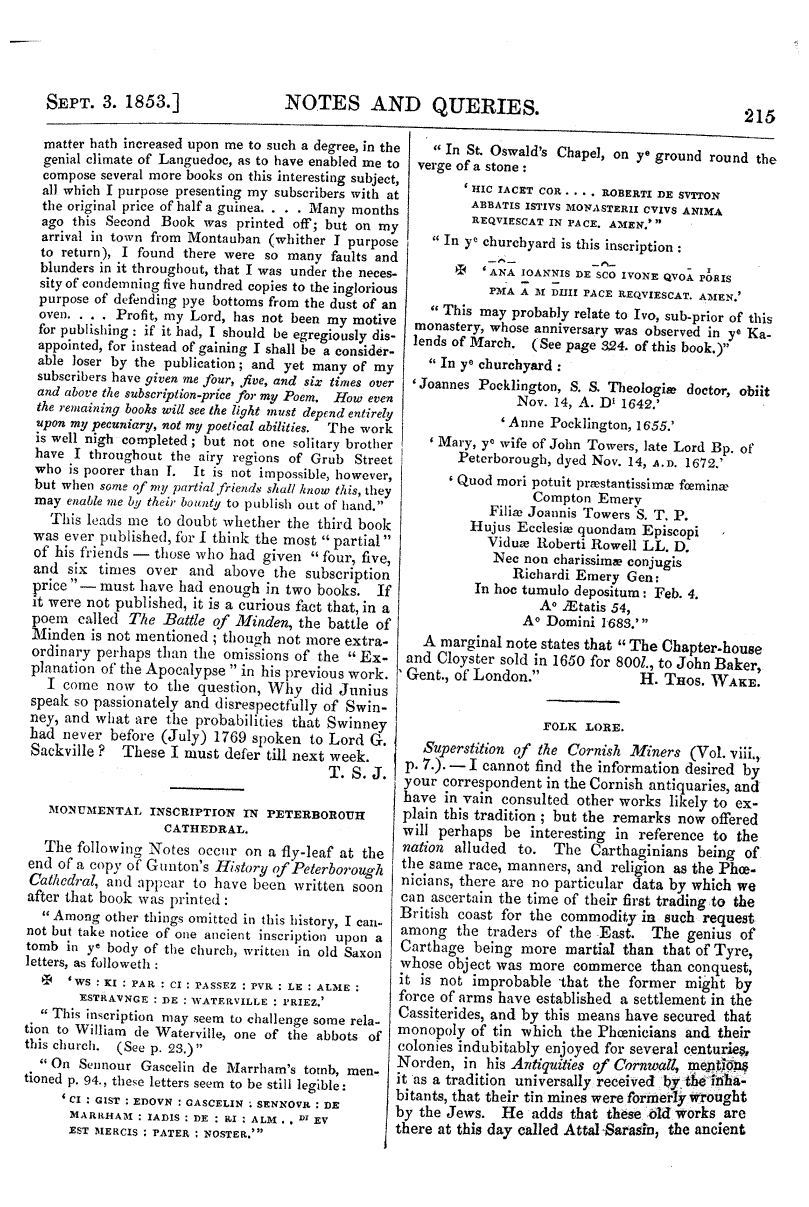 SEPT. 3. 1853.] NOTES AND QUERIES. 215
matter hath increased upon me to such a degree, in the
genial climate of Languedoc, as to have enabled me to
compose several more books on this interesting subject,
all which I purpose presenting my subscribers with at
the original price of half a guinea. . . . Many months
ago this Second Book was printed off; but on my
arrival in town from Montauban (whither I purpose
to return), I found there were so many faults and
blunders in it throughout, that I was under the neces-
sity of condemning five hundred copies to the inglorious
purpose of defending pye bottoms from the dust of an
oven. . . . Profit, my Lord, has not been my motive
for publishing: if it had, I should be egregiously dis-
appointed, for instead of gaining I shall be a consider-
able loser by the publication; and yet many of my
subscribers have given me four, five, and six times over
and above the subscription-price for my Poem. How even
the remaining books will see the light must depend entirely
upon my pecuniary, not my poetical abilities. The work
is well nigh completed; but not one solitary brother
have I throughout the airy regions of Grub Street
who is poorer than I. It is not impossible, however,
but when some of my partial friends shall know this, they
may enable me by their bounty to publish out of hand."
This leads me to doubt whether the third book
was ever published, for I think the most "partial"
of his friends — those who had given "four, five,
and six times over and above the subscription
price" — must have had enough in two books. If
it were not published, it is a curious fact that, in a
poem called The Battle of Minden, the battle of
Minden is not mentioned; though not more extra-
ordinary perhaps than the omissions of the "Ex-
planation of the Apocalypse" in his previous work.
I come now to the question, Why did Junius
speak so passionately and disrespectfully of Swin-
ney, and what are the probabilities that Swinney
had never before (July) 1769 spoken to Lord G.
Sackville? These I must defer till next week.
T. S. J.
MONUMENTAL INSCRIPTION IN PETERBOROUH
CATHEDRAL.
The following Notes occur on a fly-leaf at the
end of a copy of Gunton's History of Peterborough
Cathedral, and appear to have been written soon
after that book was printed:
"Among other things omitted in this history, I can-
not but take notice of one ancient inscription upon a
tomb in ye body of the church, written in old Saxon
letters, as followeth:
✠ 'WS : KI : PAR : CI : PASSEZ : PVR : LE : ALME :
ESTRAVNGE : DE : WATERVILLE : PRIEZ.'
"This inscription may seem to challenge some rela-
tion to William de Waterville, one of the abbots of
this church. (See p. 23.)"
"On Sennour Gascelin de Marrham's tomb, men-
tioned p. 94., these letters seem to be still legible:
'CI : GIST : EDOVN : GASCELIN : SENNOVR : DE
MARRHAM : IADIS : DE : RI : ALM . . DI EV
EST MERCIS : PATER : NOSTER.'"
"In St. Oswald's Chapel, on ye ground round the
verge of a stone:
'HIC IACET COR . . . . ROBERTI DE SVTTON
ABBATIS ISTIVS MONASTERII CVIVS ANIMA
REQVIESCAT IN PACE. AMEN.'"
"In ye churchyard is this inscription:
✠ 'ANA IOANNIS DE SCO IVONE QVOA PORIS
PMA A M DIIII PACE REQVIESCAT. AMEN.'
"This may probably relate to Ivo, sub-prior of this
monastery, whose anniversary was observed in ye Ka-
lends of March. (See page 324. of this book.)"
"In ye churchyard:
'Joannes Pocklington, S. S. Theologiæ doctor, obiit
Nov. 14, A. Di 1642.'
'Anne Pocklington, 1655.'
'Mary, ye wife of John Towers, late Lord Bp. of
Peterborough, dyed Nov. 14, A.D. 1672.'
'Quod mori potuit præstantissimæ fœminæ
Compton Emery
Filiæ Joannis Towers S. T. P.
Hujus Ecclesiæ quondam Episcopi
Viduæ Roberti Rowell LL. D.
Nec non charissimæ conjugis
Richardi Emery Gen:
In hoc tumulo depositum: Feb. 4.
Ao Ætatis 54,
Ao Domini 1683.'"
A marginal note states that "The Chapter-house
and Cloyster sold in 1650 for 800l., to John Baker,
Gent., of London." H. THOS. WAKE.
FOLK LORE.
Superstition of the Cornish Miners (Vol. viii.,
p. 7.). — I cannot find the information desired by
your correspondent in the Cornish antiquaries, and
have in vain consulted other works likely to ex-
plain this tradition; but the remarks now offered
will perhaps be interesting in reference to the
nation alluded to. The Carthaginians being of
the same race, manners, and religion as the Phœ-
nicians, there are no particular data by which we
can ascertain the time of their first trading to the
British coast for the commodity in such request
among the traders of the East. The genius of
Carthage being more martial than that of Tyre,
whose object was more commerce than conquest,
it is not improbable that the former might by
force of arms have established a settlement in the
Cassiterides, and by this means have secured that
monopoly of tin which the Phœnicians and their
colonies indubitably enjoyed for several centuries.
Norden, in his Antiquities of Cornwall, mentions
it as a tradition universally received by the inha-
bitants, that their tin mines were formerly wrought
by the Jews. He adds that these old works are
there at this day called Attal Sarasin, the ancient